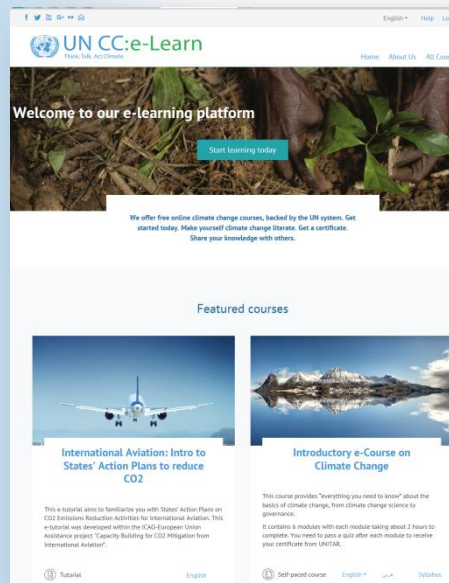 English
Help
UN CC:e-Learn
Think, Talk, Act Climate
Home About Us All
Welcome to our e-learning platform
Start learning today
We offer free online climate change courses, backed by the UN system. Get
started today. Make yourself climate change literate. Get a certificate.
Share your knowledge with others.
Featured courses
International Aviation: Intro to
States' Action Plans to reduce
CO2
This e-tutorial aims to familiarize you with States' Action Plans on
CO2 Emissions Reduction Activities for International Aviation. This
e-tutorial was developed within the ICAO-European Union
Assistance project "Capacity Building for CO2 Mitigation from
International Aviation".
Tutorial
English
Introductory e-Course on
Climate Change
This course provides "everything you need to know" about the
basics of climate change, from climate change science to
governance.
It contains 6 modules with each module taking about 2 hours to
complete. You need to pass a quiz after each module to receive
your certificate from UNITAR.
Self-paced course English عربي Syllabus